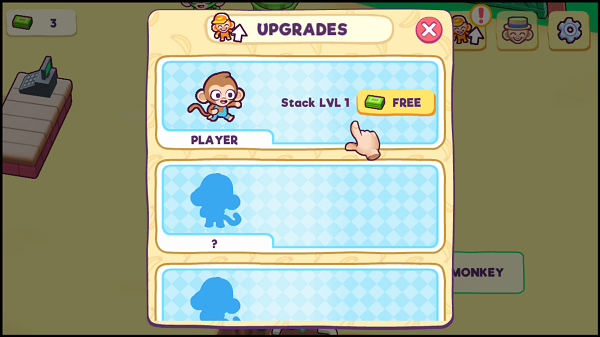 3
UPGRADES
!
Stack LVL 1
FREE
PLAYER
?
MONKEY